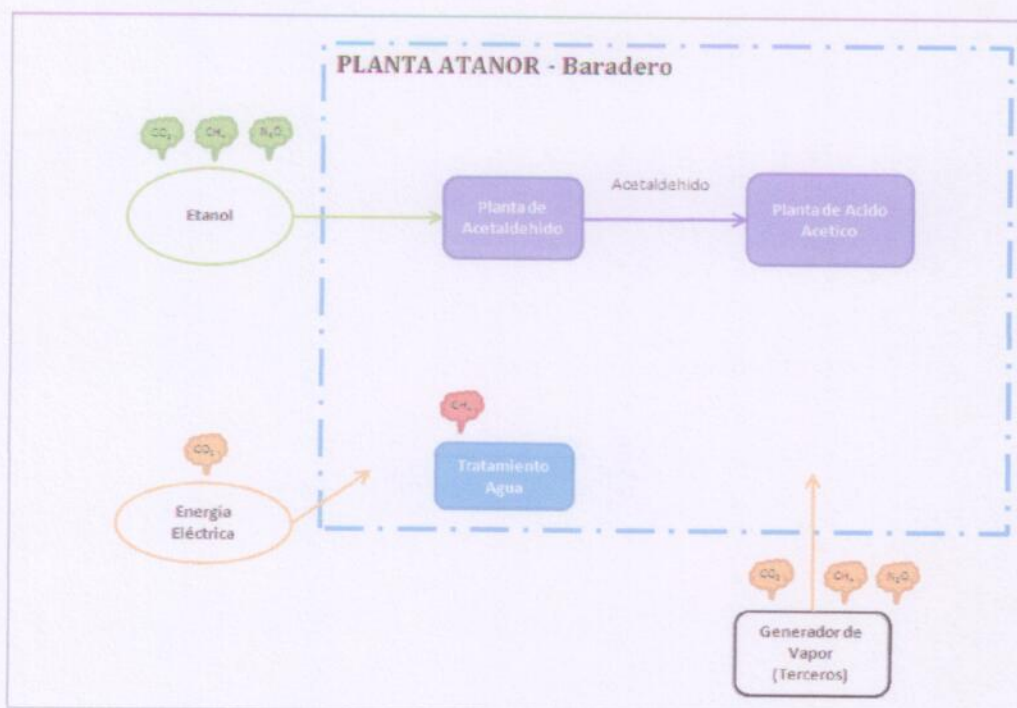 PLANTA ATANOR - Baradero
CO₂
CH₄
N₂O
Etanol
Planta de
Acetaldehido
Acetaldehido
Planta de Acido
Acetico
CH₄
Tratamiento
Agua
CO₂
Energia
Eléctrica
CO₂
CH₄
N₂O
Generador de
Vapor
(Terceros)